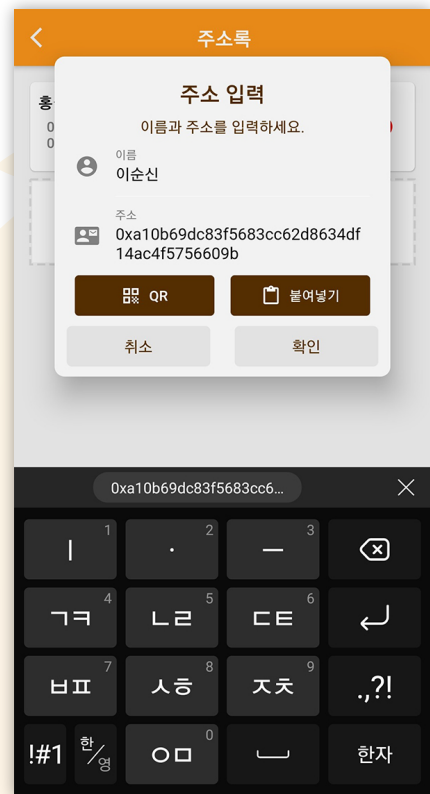 주소록
홍
0
0
주소 입력
이름과 주소를 입력하세요.
이름
이순신
주소
0xa10b69dc83f5683cc62d8634df
14ac4f5756609b
QR
붙여넣기
취소
확인
0xa10b69dc83f5683cc6...
ㅣ 1
· 2
ㅡ 3
ㄱㅋ 4
ㄴㄹ 5
ㄷㅌ 6
ㅂㅍ 7
ㅅㅎ 8
ㅈㅊ 9
.,?!
!#1
한/영
ㅇㅁ 0
한자